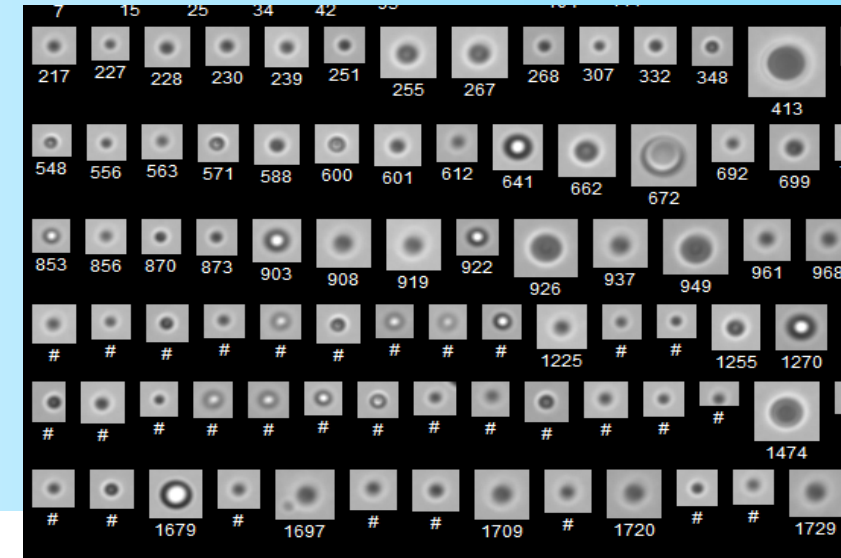 7 15 25 34 42
217 227 228 230 239 251 255 267 268 307 332 348 413
548 556 563 571 588 600 601 612 641 662 672 692 699
853 856 870 873 903 908 919 922 926 937 949 961 968
# # # # # # # # # 1225 # # 1255 1270
# # # # # # # # # # # # # 1474
# # 1679 # 1697 # # 1709 # 1720 # # 1729